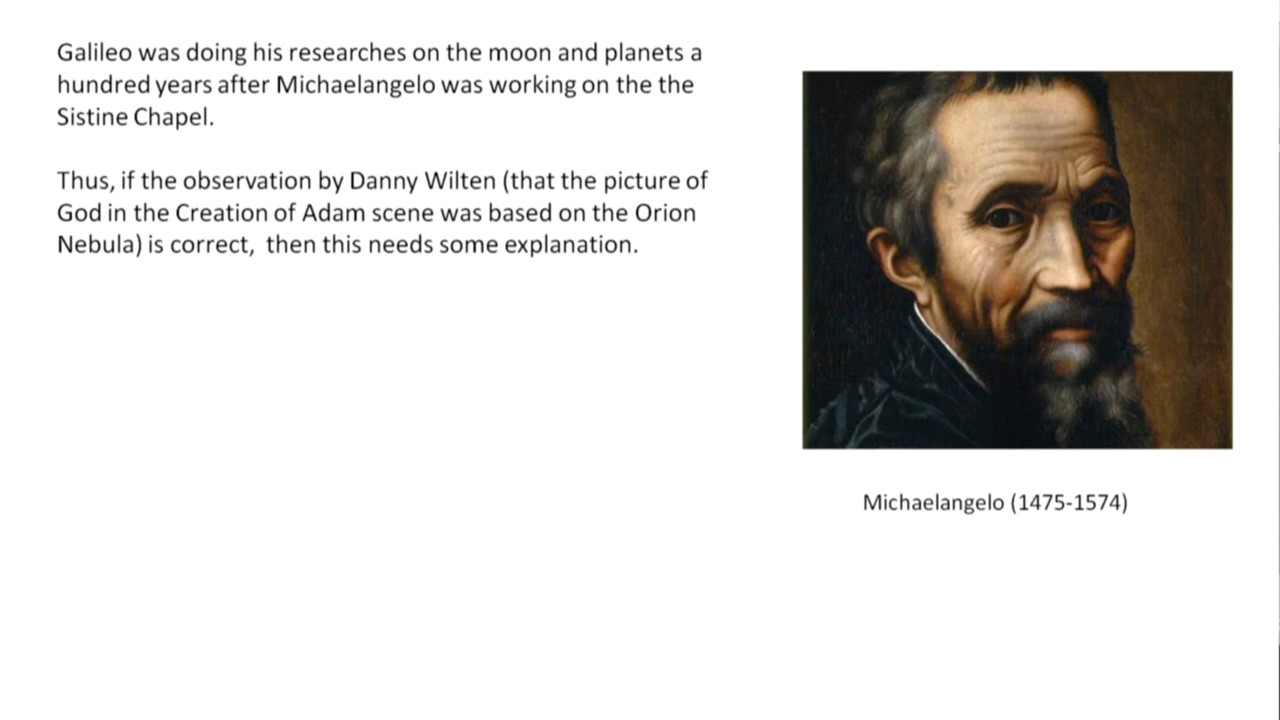 Galileo was doing his researches on the moon and planets a
hundred years after Michaelangelo was working on the the
Sistine Chapel.
Thus, if the observation by Danny Wilten (that the picture of
God in the Creation of Adam scene was based on the Orion
Nebula) is correct,  then this needs some explanation.
Michaelangelo (1475-1574)